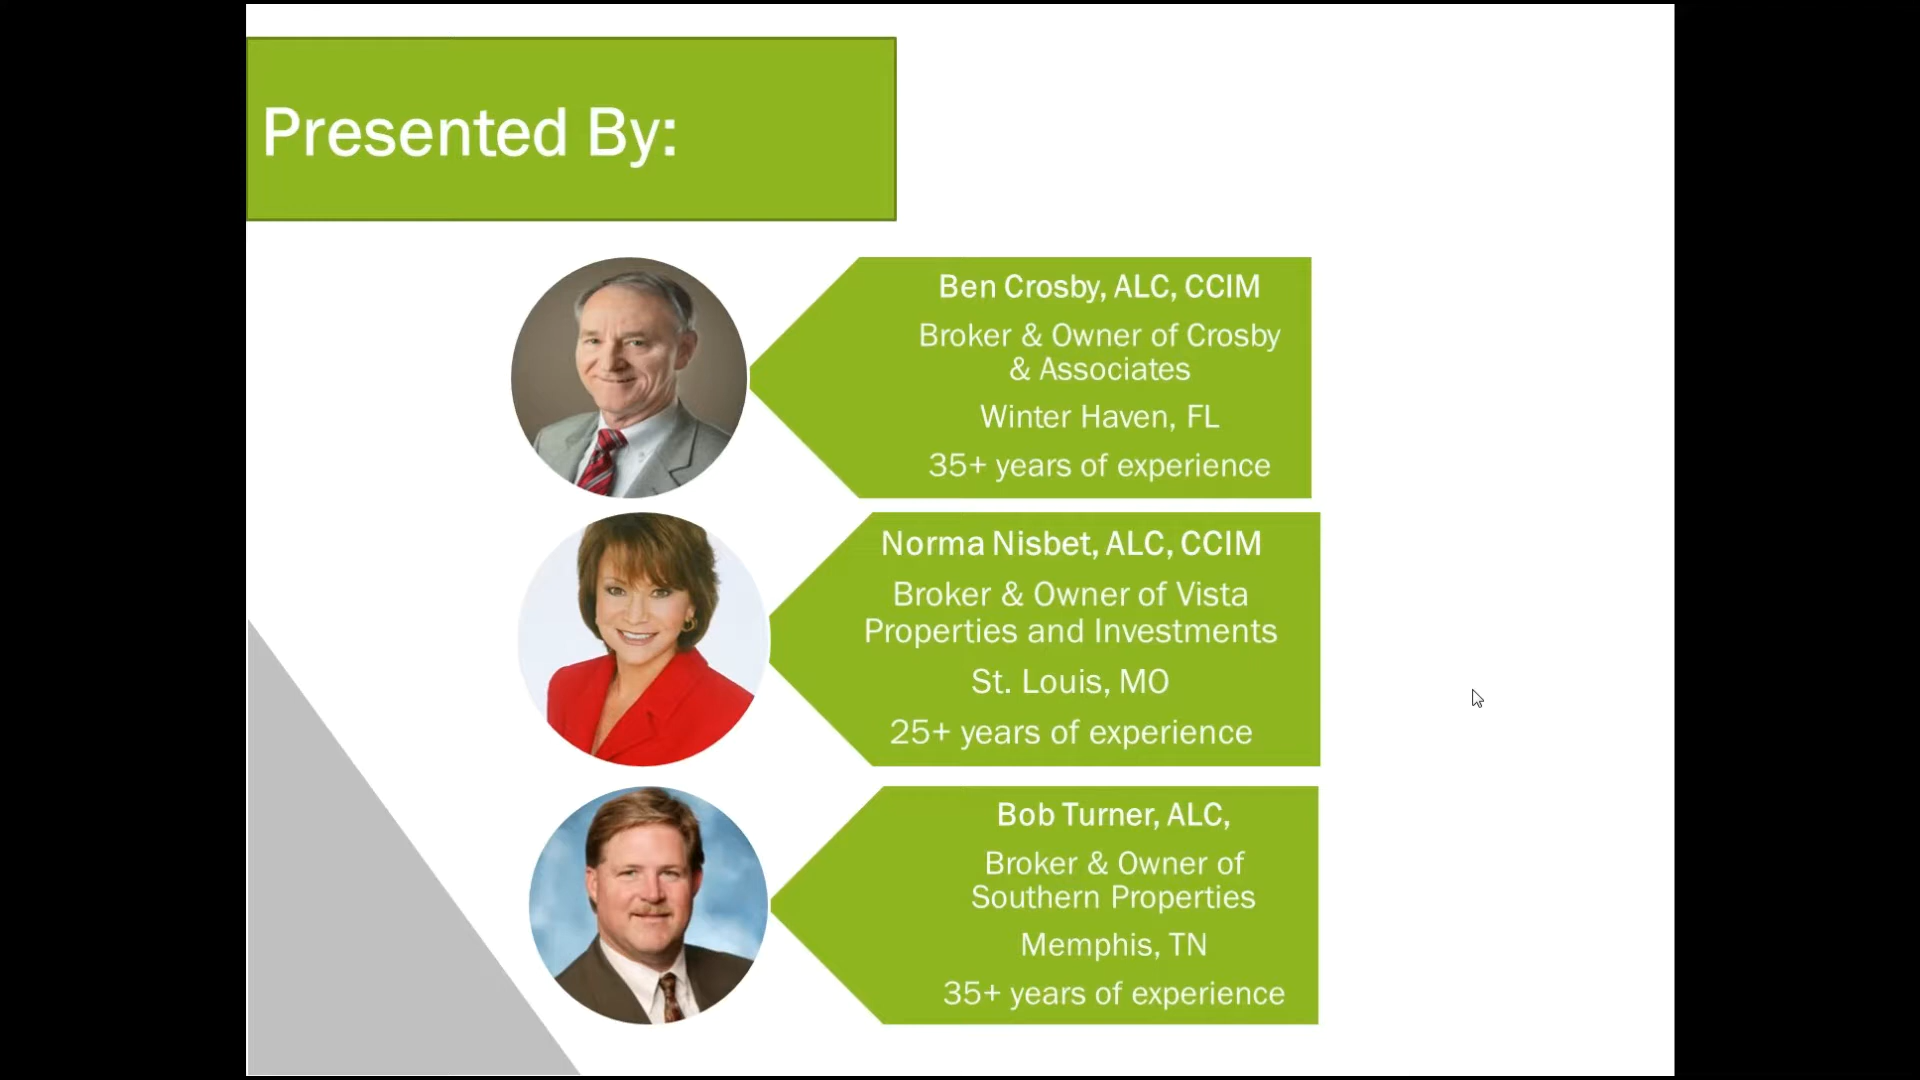 Presented By:
Ben Crosby, ALC, CCIM
Broker & Owner of Crosby
& Associates
Winter Haven, FL
35+ years of experience
Norma Nisbet, ALC, CCIM
Broker & Owner of Vista
Properties and Investments
St. Louis, MO
25+ years of experience
Bob Turner, ALC,
Broker & Owner of
Southern Properties
Memphis, TN
35+ years of experience